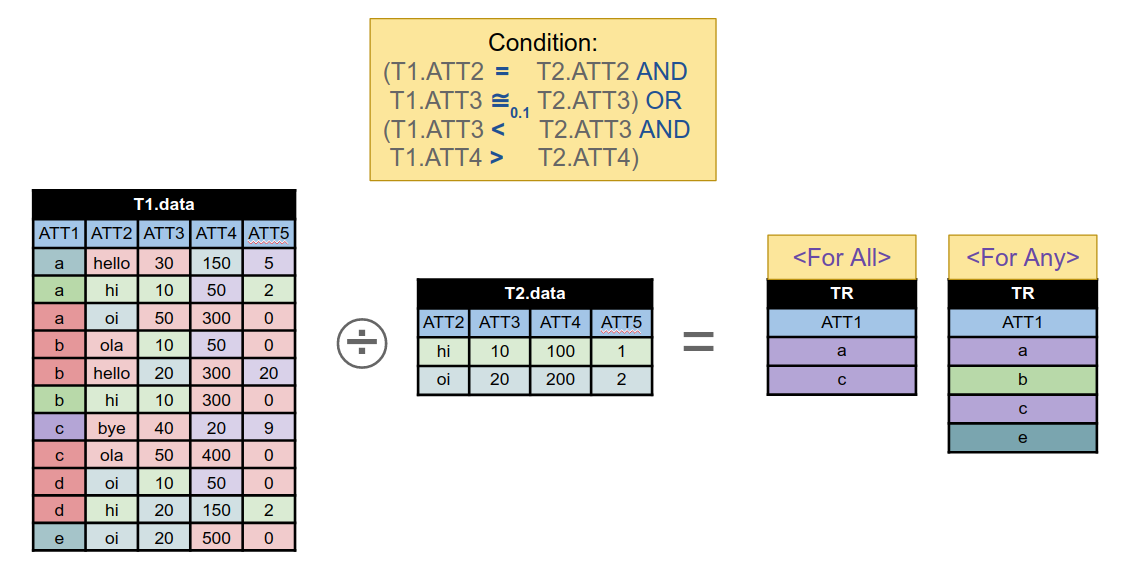 Condition:
(T1.ATT2 = T2.ATT2 AND
T1.ATT3 ≅0.1 T2.ATT3) OR
(T1.ATT3 < T2.ATT3 AND
T1.ATT4 > T2.ATT4)
T1.data
ATT1 ATT2 ATT3 ATT4 ATT5
a hello 30 150 5
a hi 10 50 2
a oi 50 300 0
b ola 10 50 0
b hello 20 300 20
b hi 10 300 0
c bye 40 20 9
c ola 50 400 0
d oi 10 50 0
d hi 20 150 2
e oi 20 500 0
÷
T2.data
ATT2 ATT3 ATT4 ATT5
hi 10 100 1
oi 20 200 2
=
<For All>
TR
ATT1
a
c
<For Any>
TR
ATT1
a
b
c
e